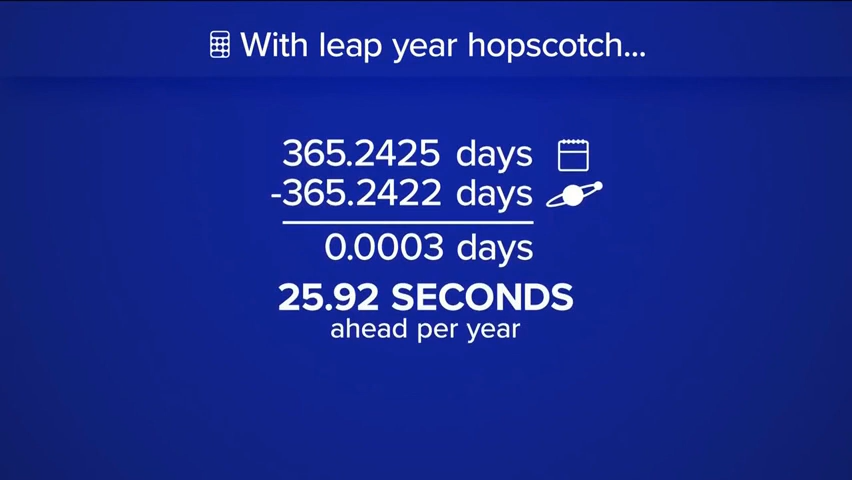 With leap year hopscotch...
365.2425 days
-365.2422 days
0.0003 days
25.92 SECONDS
ahead per year